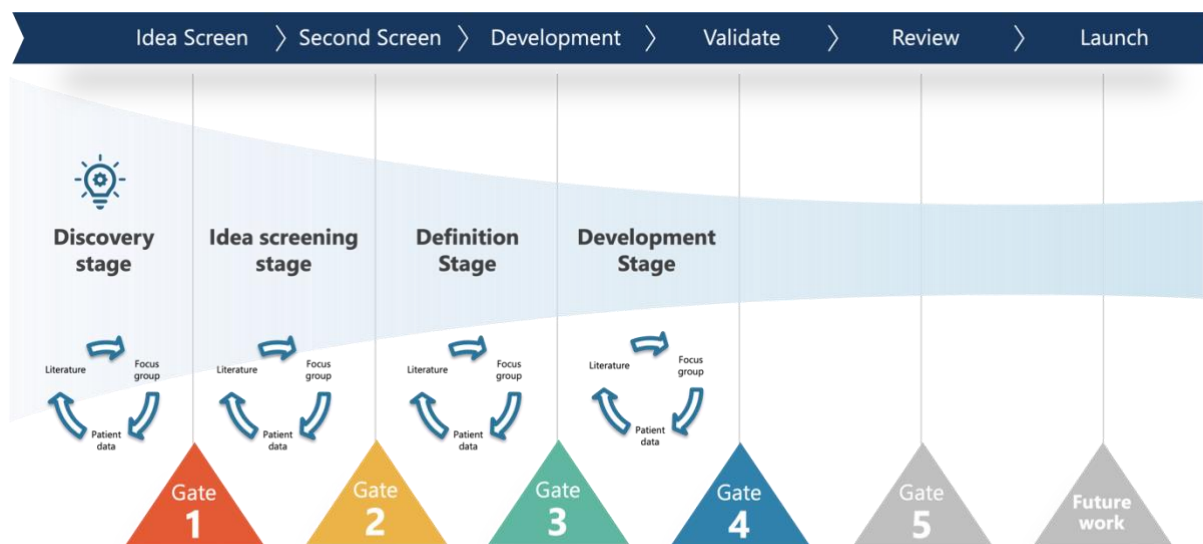 Idea Screen
Second Screen
Development
Validate
Review
Launch
Discovery
stage
Idea screening
stage
Definition
Stage
Development
Stage
Literature
Focus
group
Patient
data
Literature
Focus
group
Patient
data
Literature
Focus
group
Patient
data
Literature
Focus
group
Patient
data
Gate
1
Gate
2
Gate
3
Gate
4
Gate
5
Future
work